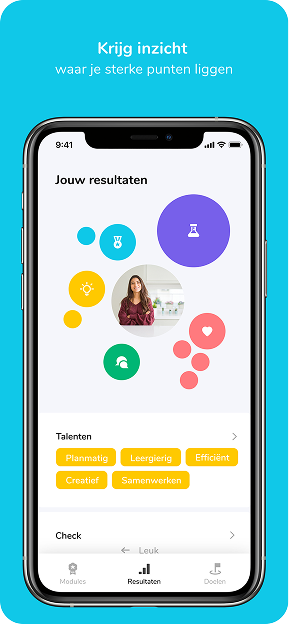 Krijg inzicht
waar je sterke punten liggen
9:41
Jouw resultaten
Talenten
Planmatig Leergierig Efficiënt
Creatief Samenwerken
Check
Leuk
Modules Resultaten Doelen